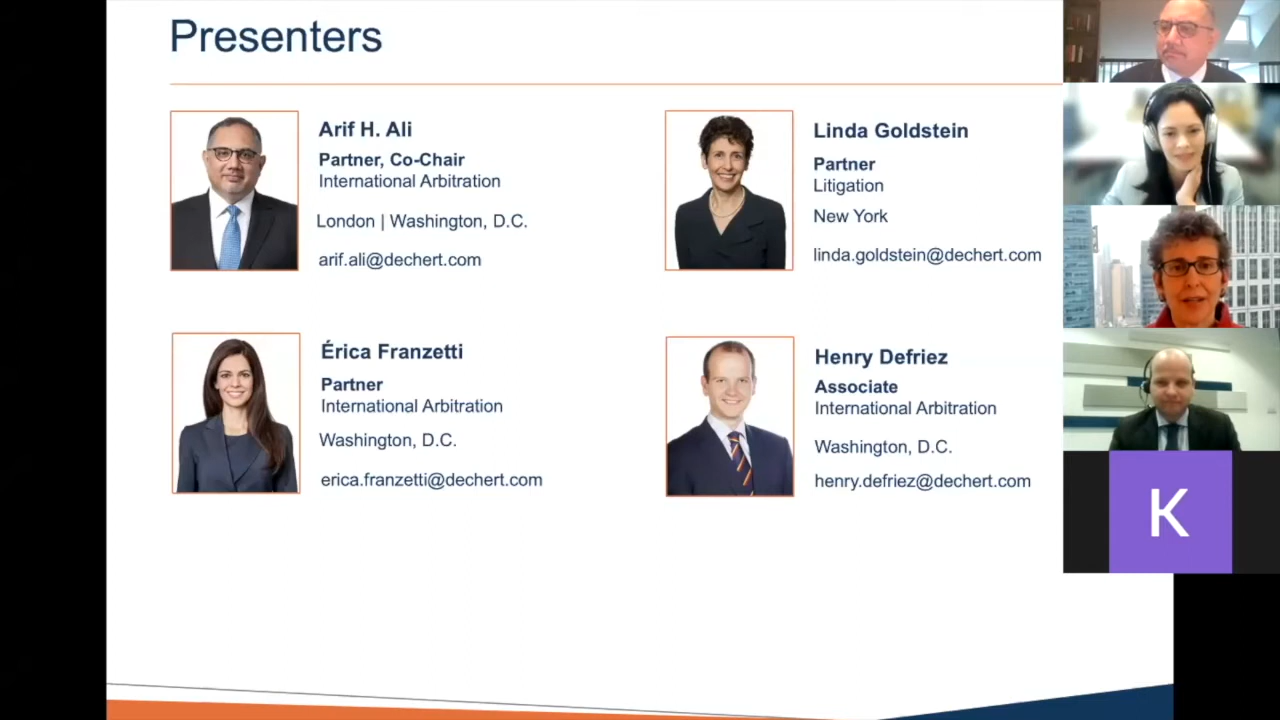 Presenters
Arif H. Ali
Partner, Co-Chair
International Arbitration
London | Washington, D.C.
arif.ali@dechert.com
Linda Goldstein
Partner
Litigation
New York
linda.goldstein@dechert.com
Érica Franzetti
Partner
International Arbitration
Washington, D.C.
erica.franzetti@dechert.com
Henry Defriez
Associate
International Arbitration
Washington, D.C.
henry.defriez@dechert.com
K